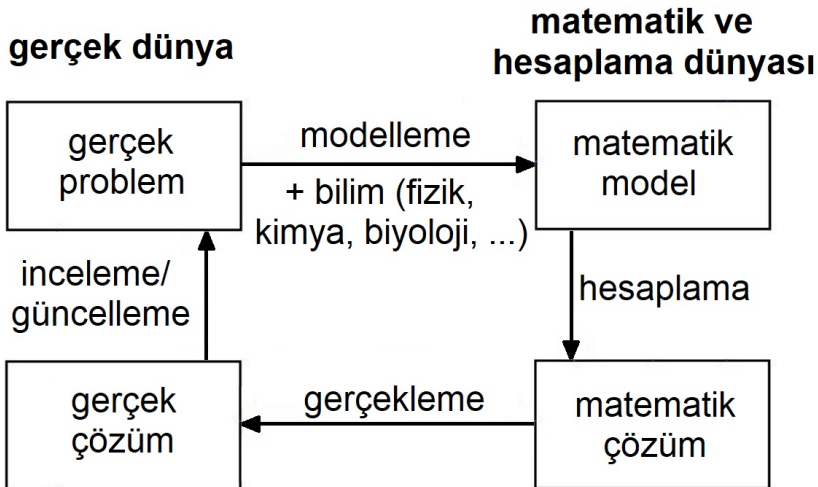 gerçek dünya
matematik ve
hesaplama dünyası
gerçek
problem
modelleme
+ bilim (fizik,
kimya, biyoloji, ...)
matematik
model
inceleme/
güncelleme
hesaplama
gerçek
çözüm
gerçekleme
matematik
çözüm